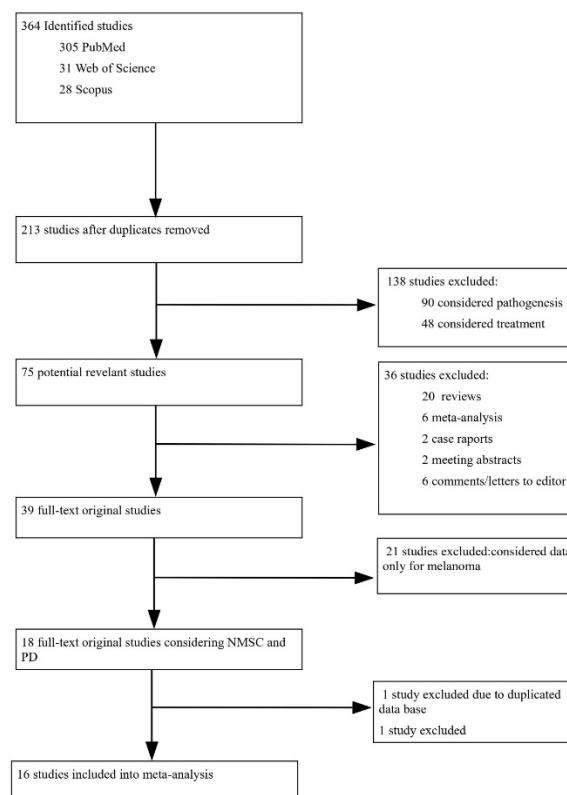 364 Identified studies
305 PubMed
31 Web of Science
28 Scopus
213 studies after duplicates removed
138 studies excluded:
90 considered pathogenesis
48 considered treatment
75 potential revelant studies
36 studies excluded:
20 reviews
6 meta-analysis
2 case raports
2 meeting abstracts
6 comments/letters to editor
39 full-text original studies
21 studies excluded:considered data
only for melanoma
18 full-text original studies considering NMSC and
PD
1 study excluded due to duplicated
data base
1 study excluded
16 studies included into meta-analysis